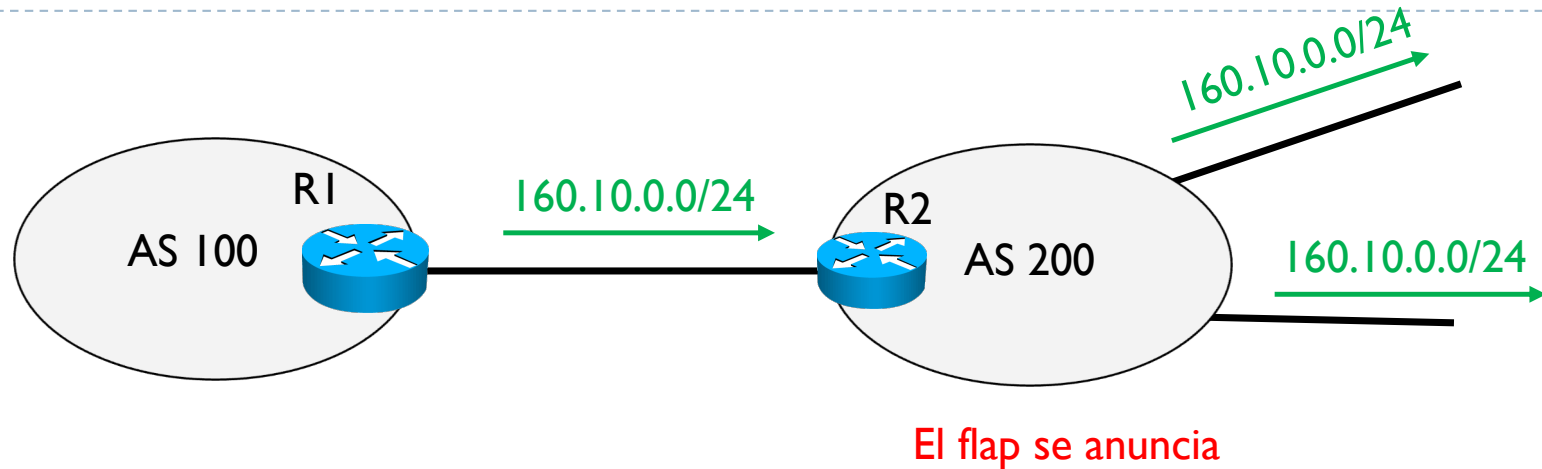 160.10.0.0/24
R1
160.10.0.0/24
R2
AS 100
AS 200
160.10.0.0/24
El flap se anuncia